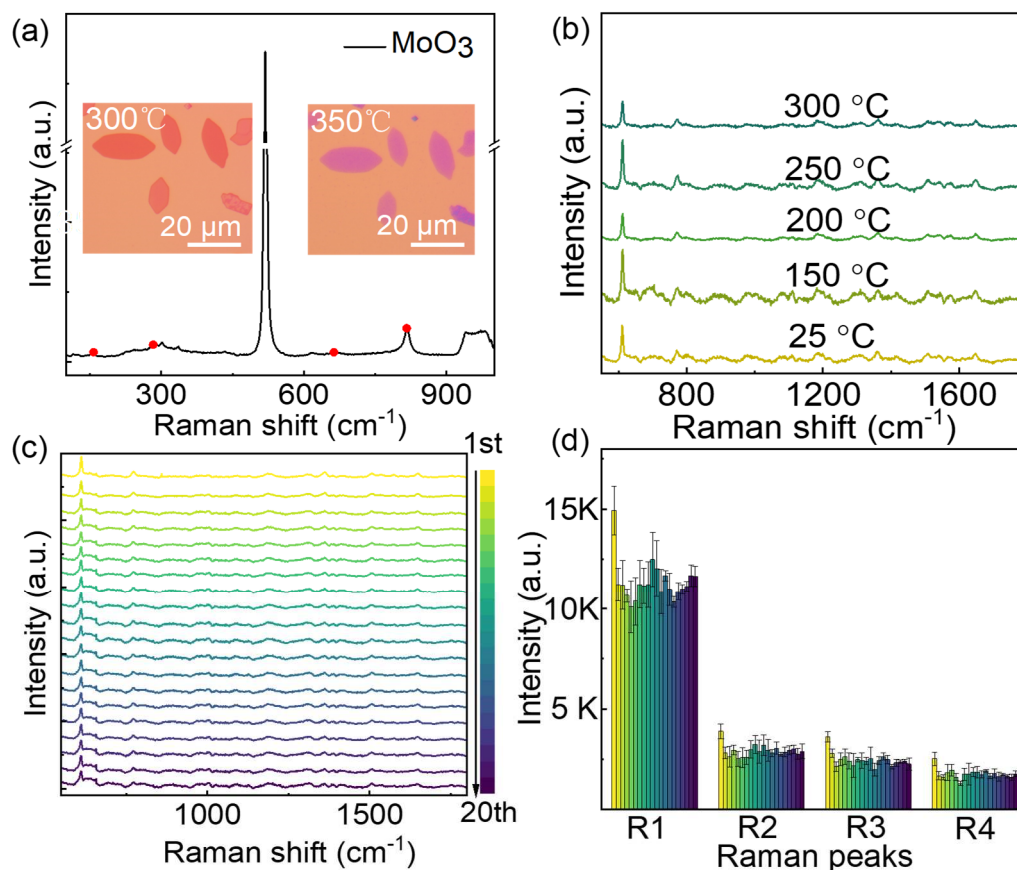 (a)
MoO3
300℃
350℃
20 μm
20 μm
Intensity (a.u.)
300
600
900
Raman shift (cm-1)
(b)
300 °C
250 °C
200 °C
150 °C
25 °C
Intensity (a.u.)
800
1200
1600
Raman shift (cm-1)
(c)
1st
20th
Intensity (a.u.)
1000
1500
Raman shift (cm-1)
(d)
15K
10K
5 K
Intensity (a.u.)
R1
R2
R3
R4
Raman peaks